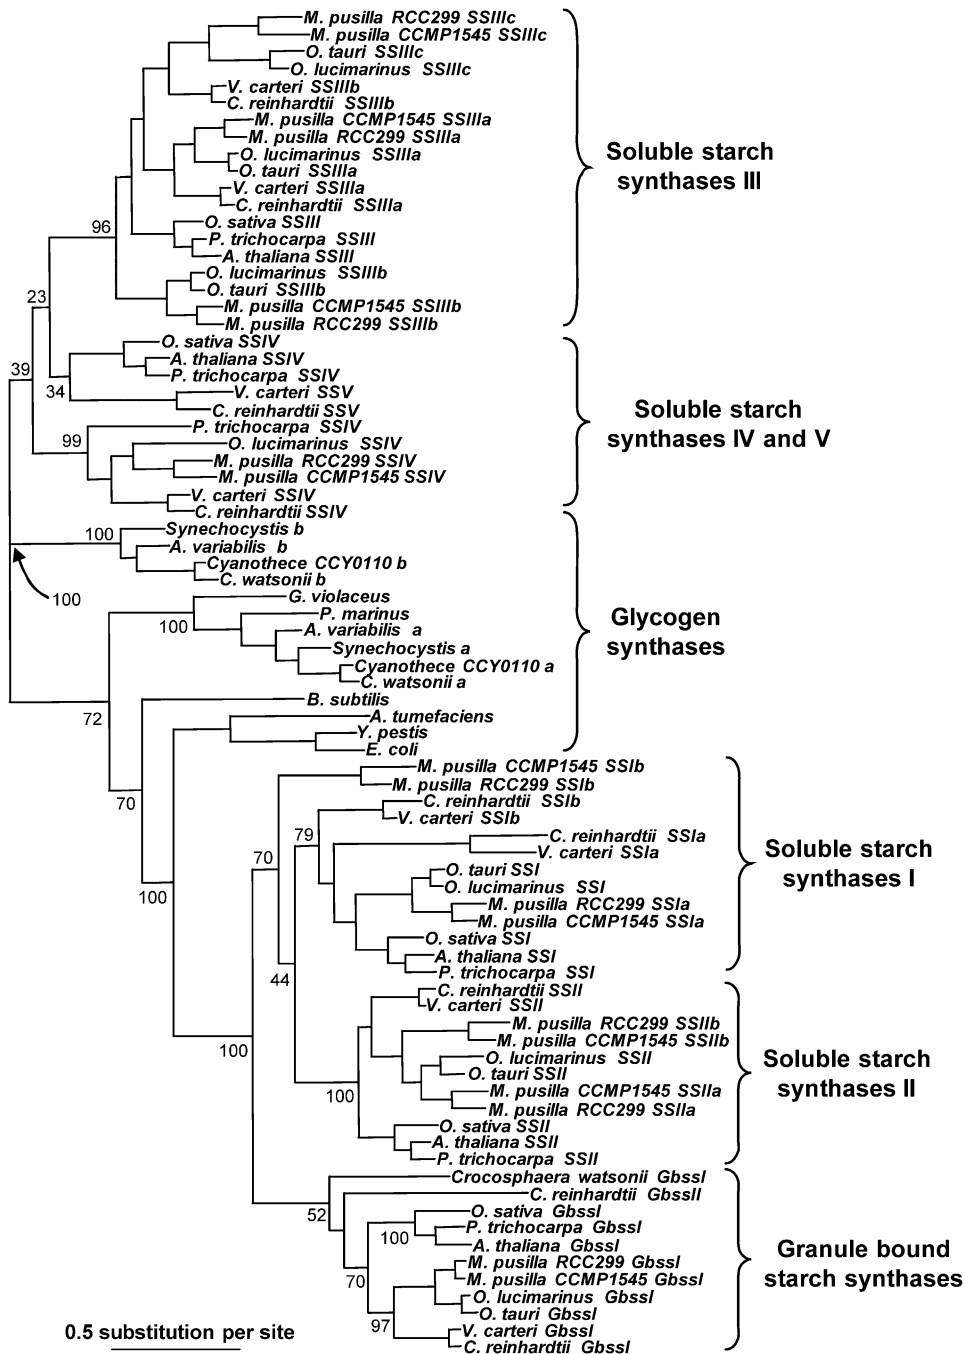 M. pusilla RCC299 SSIIIc
M. pusilla CCMP1545 SSIIIc
O. tauri SSIIIc
O. lucimarinus SSIIIc
V. carteri SSIIIb
C. reinhardtii SSIIIb
M. pusilla CCMP1545 SSIIIa
M. pusilla RCC299 SSIIIa
O. lucimarinus SSIIIa
O. tauri SSIIIa
V. carteri SSIIIa
C. reinhardtii SSIIIa
O. sativa SSIII
P. trichocarpa SSIII
A. thaliana SSIII
O. lucimarinus SSIIIb
O. tauri SSIIIb
M. pusilla CCMP1545 SSIIIb
M. pusilla RCC299 SSIIIb
Soluble starch
synthases III
96
23
39
34
99
O. sativa SSIV
A. thaliana SSIV
P. trichocarpa SSIV
V. carteri SSV
C. reinhardtii SSV
P. trichocarpa SSIV
O. lucimarinus SSIV
M. pusilla RCC299 SSIV
M. pusilla CCMP1545 SSIV
V. carteri SSIV
C. reinhardtii SSIV
Soluble starch
synthases IV and V
100
Synechocystis b
A. variabilis b
Cyanothece CCY0110 b
C. watsonii b
100
G. violaceus
100
P. marinus
A. variabilis a
Synechocystis a
Cyanothece CCY0110 a
C. watsonii a
72
B. subtilis
A. tumefaciens
Y. pestis
E. coli
Glycogen
synthases
70
100
M. pusilla CCMP1545 SSIb
M. pusilla RCC299 SSIb
C. reinhardtii SSIb
V. carteri SSIb
79
C. reinhardtii SSIa
V. carteri SSIa
70
O. tauri SSI
O. lucimarinus SSI
M. pusilla RCC299 SSIa
M. pusilla CCMP1545 SSIa
O. sativa SSI
A. thaliana SSI
P. trichocarpa SSI
Soluble starch
synthases I
44
100
C. reinhardtii SSII
V. carteri SSII
M. pusilla RCC299 SSIIb
M. pusilla CCMP1545 SSIIb
O. lucimarinus SSII
O. tauri SSII
M. pusilla CCMP1545 SSIIa
100
M. pusilla RCC299 SSIIa
O. sativa SSII
A. thaliana SSII
P. trichocarpa SSII
Soluble starch
synthases II
Crocosphaera watsonii GbssI
C. reinhardtii GbssII
52
O. sativa GbssI
P. trichocarpa GbssI
100
A. thaliana GbssI
M. pusilla RCC299 GbssI
70
M. pusilla CCMP1545 GbssI
O. lucimarinus GbssI
O. tauri GbssI
97
V. carteri GbssI
C. reinhardtii GbssI
Granule bound
starch synthases
0.5 substitution per site